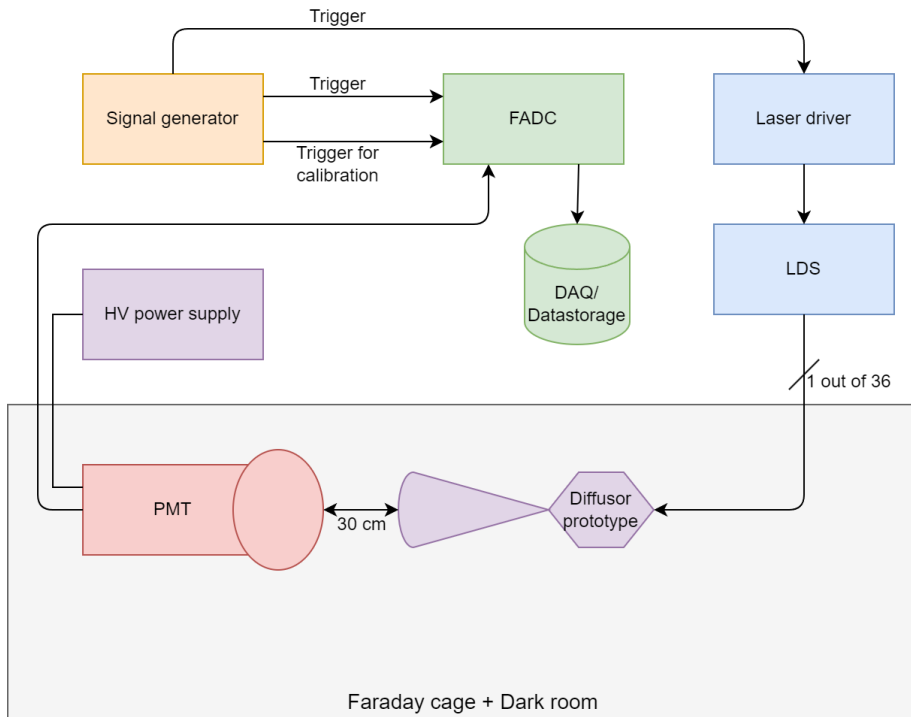 Trigger
Signal generator
Trigger
Trigger for
calibration
FADC
Laser driver
LDS
DAQ/
Datastorage
HV power supply
1 out of 36
PMT
30 cm
Diffusor
prototype
Faraday cage + Dark room